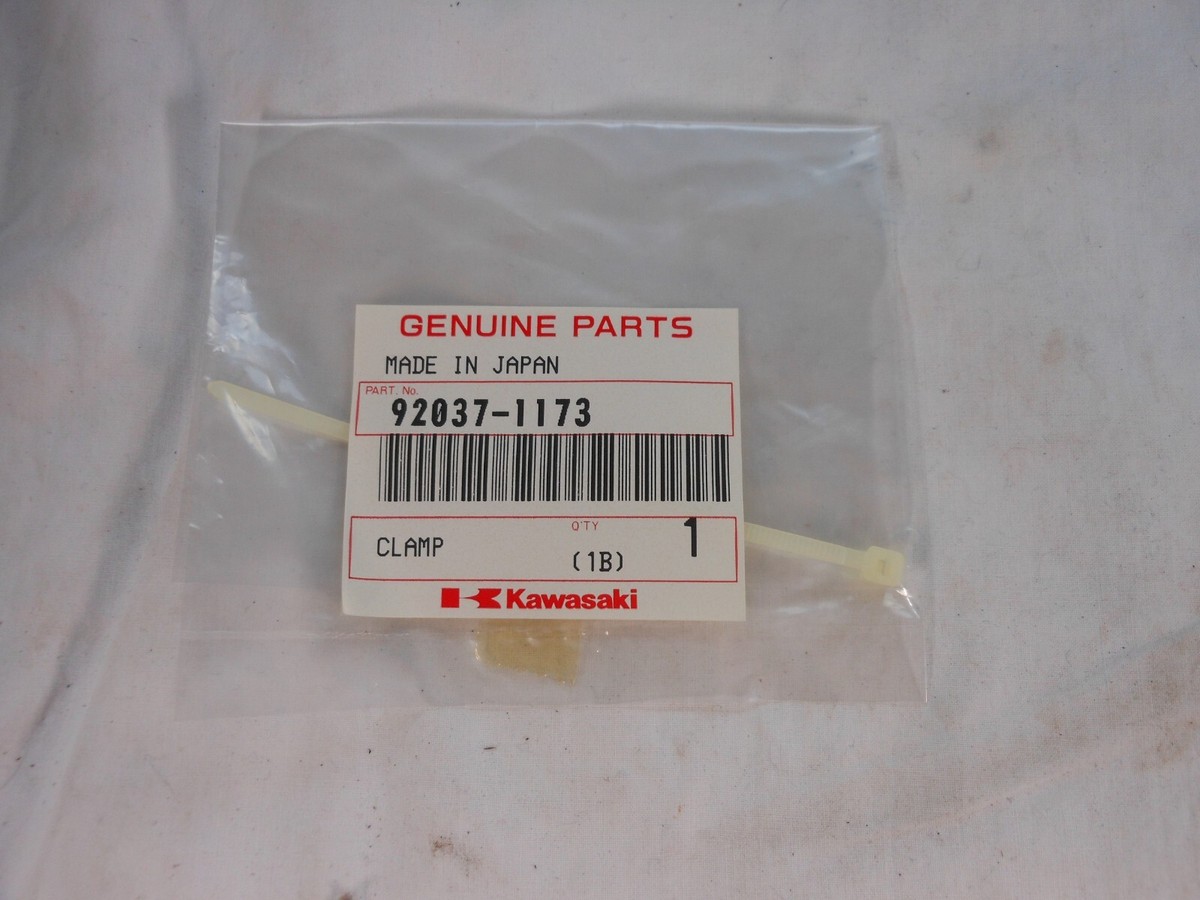 GENUINE PARTS
MADE IN JAPAN
PART. No.
92037-1173
Q'TY
CLAMP (1B) 1
Kawasaki